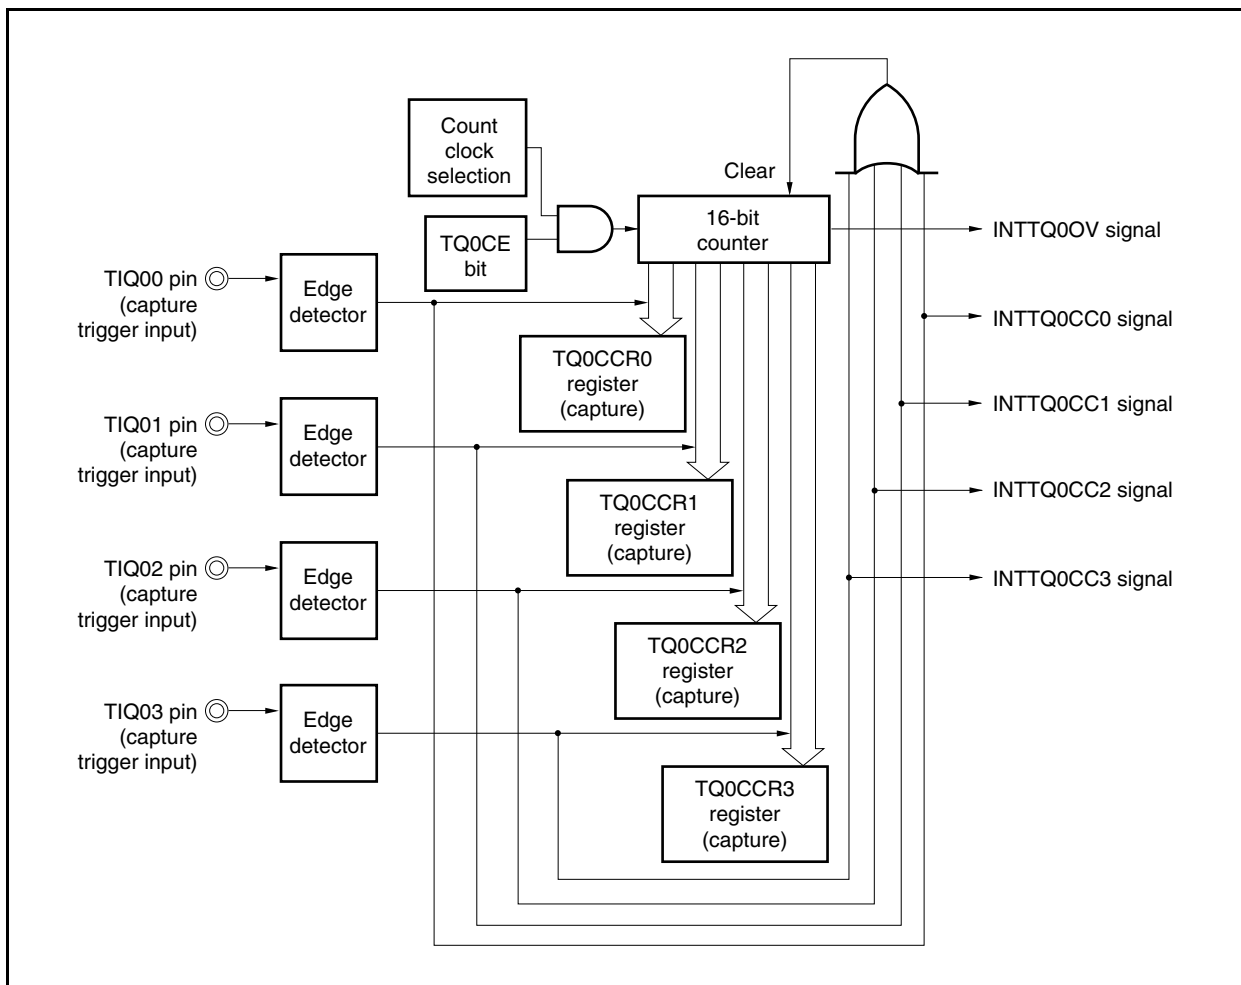 Count
clock
selection
TQ0CE
bit
Clear
16-bit
counter
INTTQ0OV signal
INTTQ0CC0 signal
INTTQ0CC1 signal
INTTQ0CC2 signal
INTTQ0CC3 signal
TIQ00 pin
(capture
trigger input)
Edge
detector
TQ0CCR0
register
(capture)
TIQ01 pin
(capture
trigger input)
Edge
detector
TQ0CCR1
register
(capture)
TIQ02 pin
(capture
trigger input)
Edge
detector
TQ0CCR2
register
(capture)
TIQ03 pin
(capture
trigger input)
Edge
detector
TQ0CCR3
register
(capture)